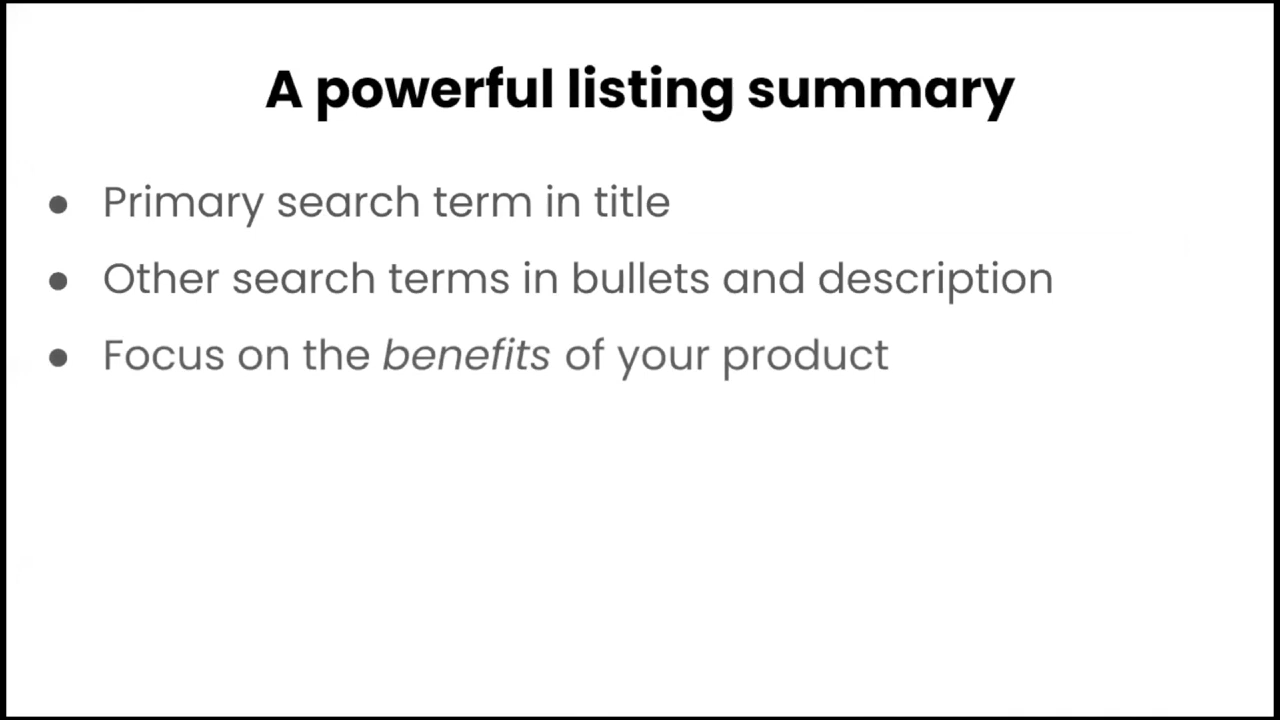 A powerful listing summary
● Primary search term in title
● Other search terms in bullets and description
● Focus on the benefits of your product